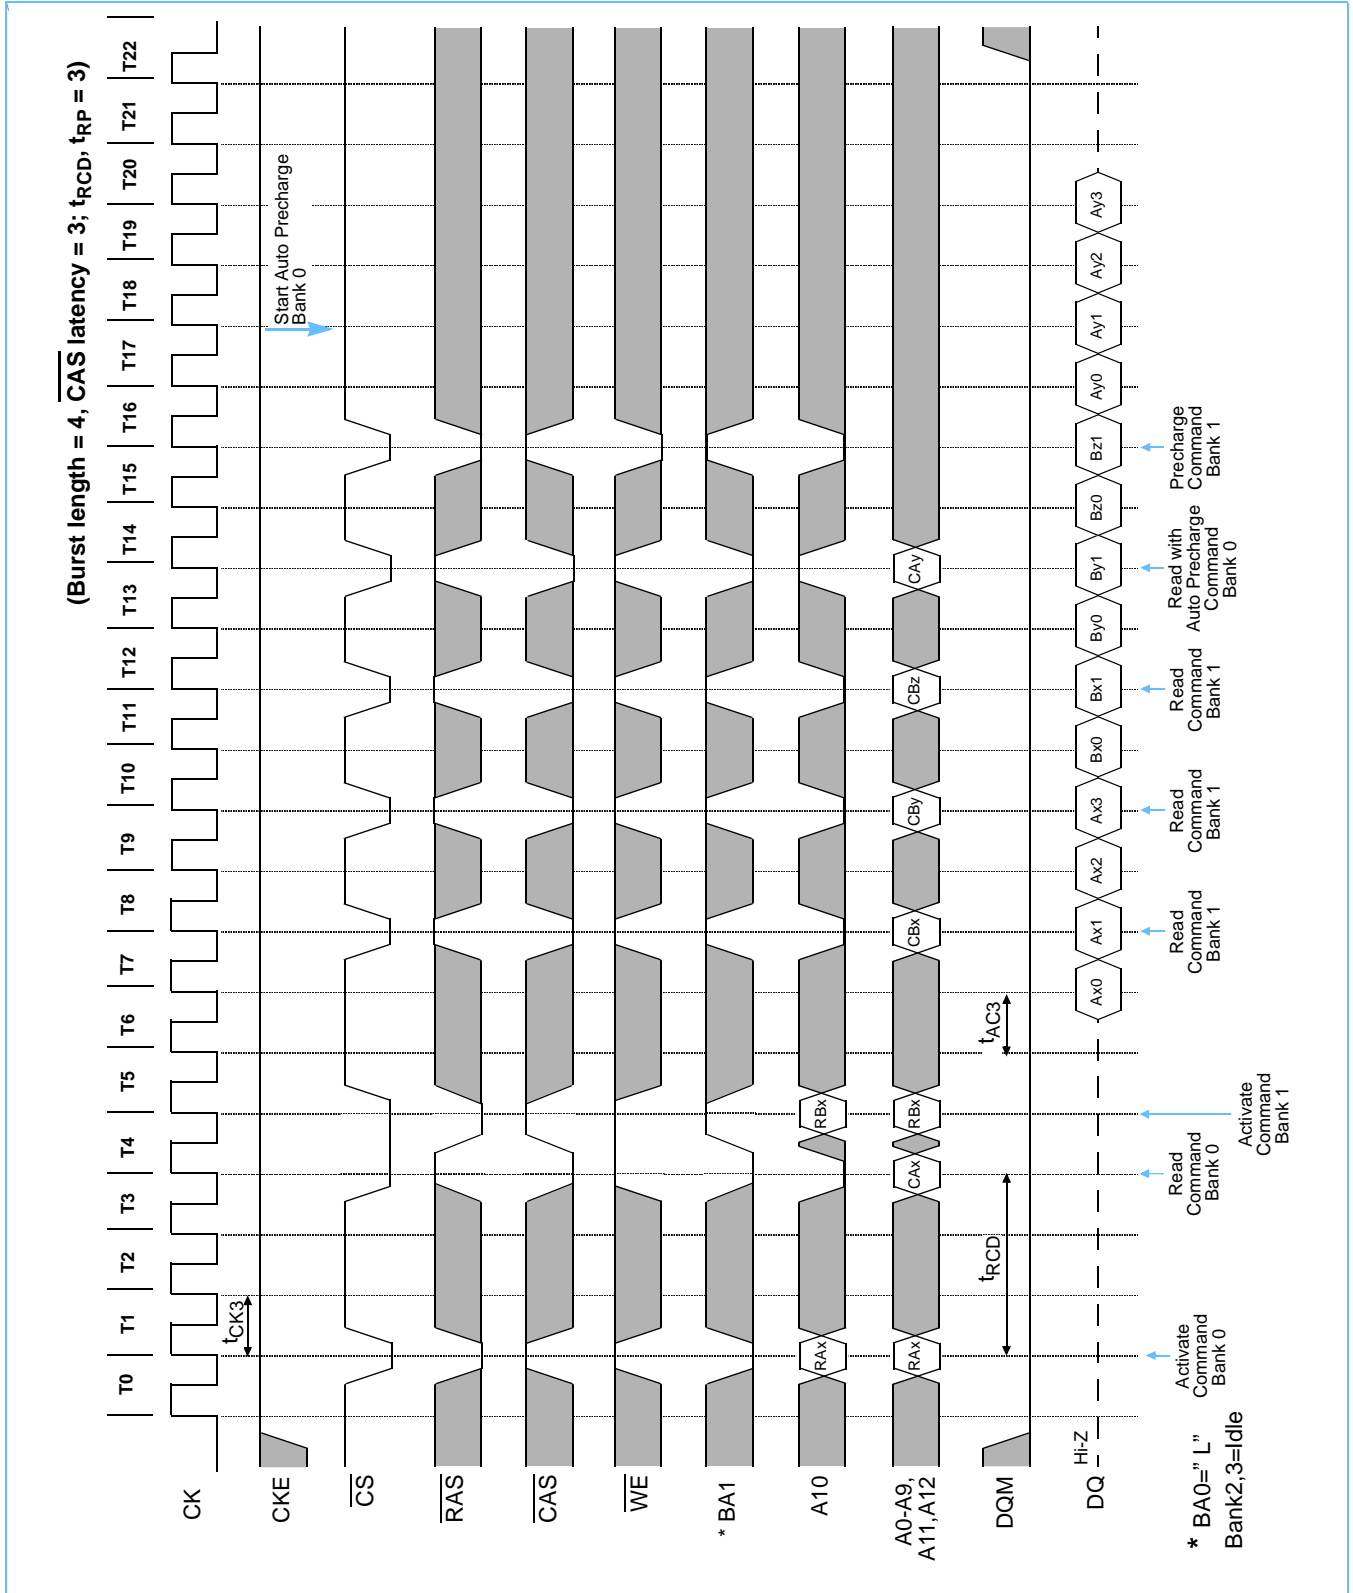 (Burst length = 4, CAS latency = 3; tRCD, tRP = 3)
T0 T1 T2 T3 T4 T5 T6 T7 T8 T9 T10 T11 T12 T13 T14 T15 T16 T17 T18 T19 T20 T21 T22
CK
tCK3
CKE
Start Auto Precharge
Bank 0
CS
RAS
CAS
WE
* BA1
A10
RAx RBx
A0-A9,
A11,A12
RAx CAx RBx CBx CBy CBz CAy
DQM
tRCD
tAC3
DQ
Hi-Z
Ax0 Ax1 Ax2 Ax3 Bx0 Bx1 By0 By1 Bz0 Bz1 Ay0 Ay1 Ay2 Ay3
Activate
Command
Bank 0
Read
Command
Bank 0
Activate
Command
Bank 1
Read
Command
Bank 1
Read
Command
Bank 1
Read
Command
Bank 1
Read with
Auto Precharge
Command
Bank 0
Precharge
Command
Bank 1
* BA0=” L”
Bank2,3=Idle